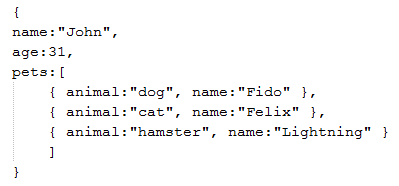 {
name:"John",
age:31,
pets:[
    { animal:"dog", name:"Fido" },
    { animal:"cat", name:"Felix" },
    { animal:"hamster", name:"Lightning" }
    ]
}